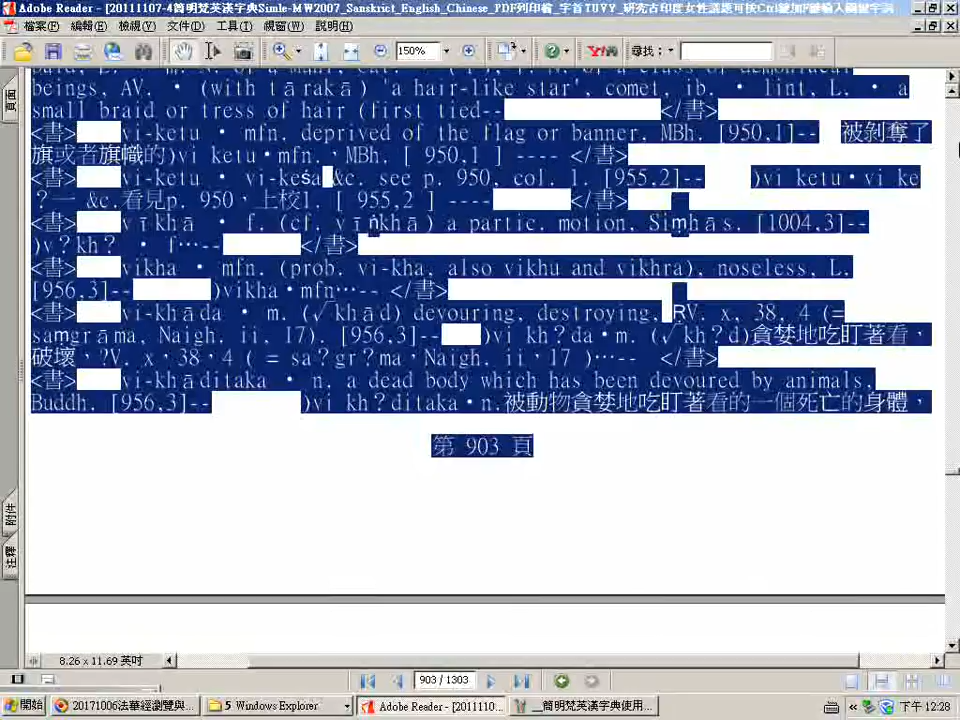 Adobe Reader - [20111107-4簡明梵英漢字典Simle-MW2007_Sanskrict_English_Chinese_PDF列印檔_字首TUVY_研究古印度女性議題可按Ctrl鍵加F鍵輸入關鍵字詞
檔案(F) 編輯(E) 檢視(V) 文件(D) 工具(T) 視窗(W) 說明(H)
150% 尋找：
beings, AV. • (with tārakā) 'a hair-like star', comet, ib. • lint, L. • a
small braid or tress of hair (first tied-- </書>
<書> vi-ketu • mfn. deprived of the flag or banner, MBh. [950,1]-- 被剝奪了
旗或者旗幟的)vi ketu•mfn.，MBh. [ 950,1 ] ---- </書>
<書> vi-ketu • vi-keśa &c. see p. 950, col. 1. [955,2]-- )vi ketu•vi ke
？一 &c.看見p. 950，上校1. [ 955,2 ] ---- </書>
<書> vīkhā • f. (cf. vīṅkhā) a partic. motion, Siṃhās. [1004,3]--
)v?kh? • f…-- </書>
<書> vikha • mfn. (prob. vi-kha, also vikhu and vikhra), noseless, L.
[956,3]-- )vikha•mfn…-- </書>
<書> vi-khāda • m. (√khād) devouring, destroying, ṚV. x, 38, 4 (=
saṃgrāma, Naigh. ii, 17). [956,3]-- )vi kh?da•m. (√kh?d)貪婪地吃盯著看，
破壞，?V. x，38，4 ( = sa?gr?ma，Naigh. ii，17 )…-- </書>
<書> vi-khāditaka • n. a dead body which has been devoured by animals,
Buddh. [956,3]-- )vi kh?ditaka•n.被動物貪婪地吃盯著看的一個死亡的身體，
第 903 頁
頁面
附件
註釋
8.26 x 11.69 英吋
903 / 1303
開始 20171006法華經瀏覽與... 5 Windows Explorer Adobe Reader - [2011110... __簡明梵英漢字典使用... 下午 12:28